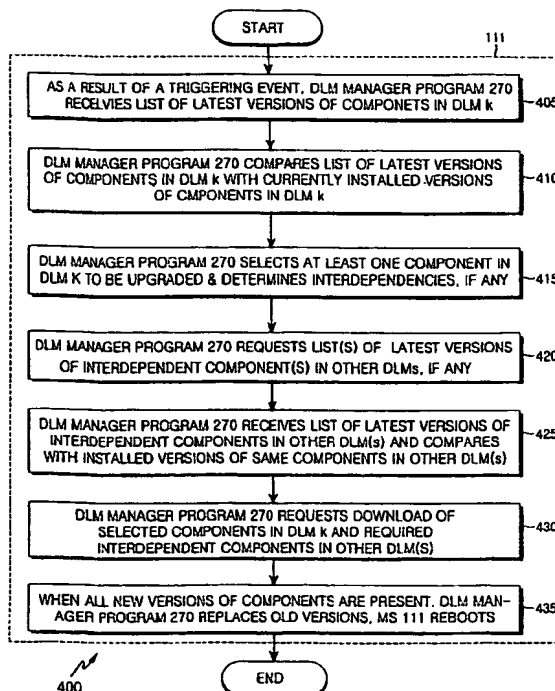 START
111
AS A RESULT OF A TRIGGERING EVENT, DLM MANAGER PROGRAM 270
RECELVIES LIST OF LATEST VERSIONS OF COMPONETS IN DLM k
405
DLM MANAGER PROGRAM 270 COMPARES LIST OF LATEST VERSIONS
OF COMPONENTS IN DLM k WITH CURRENTLY INSTALLED VERSIONS
OF CMPONENTS IN DLM k
410
DLM MANAGER PROGRAM 270 SELECTS AT LEAST ONE COMPONENT IN
DLM K TO BE UPGRADED & DETERMINES INTERDEPENDENCIES, IF ANY
415
DLM MANAGER PROGRAM 270 REQUESTS LIST(S) OF LATEST VERSIONS
OF INTERDEPENDENT COMPONENT(S) IN OTHER DLMs, IF ANY
420
DLM MANAGER PROGRAM 270 RECEIVES LIST OF LATEST VERSIONS OF
INTERDEPENDENT COMPONENTS IN OTHER DLM(s) AND COMPARES
WITH INSTALLED VERSIONS OF SAME COMPONENTS IN OTHER DLM(s)
425
DLM MANAGER PROGRAM 270 REQUESTS DOWNLOAD OF
SELECTED COMPONENTS IN DLM k AND REQUIRED
INTERDEPENDENT COMPONENTS IN OTHER DLM(S)
430
WHEN ALL NEW VERSIONS OF COMPONENTS ARE PRESENT, DLM MAN-
AGER PROGRAM 270 REPLACES OLD VERSIONS, MS 111 REBOOTS
435
400
END